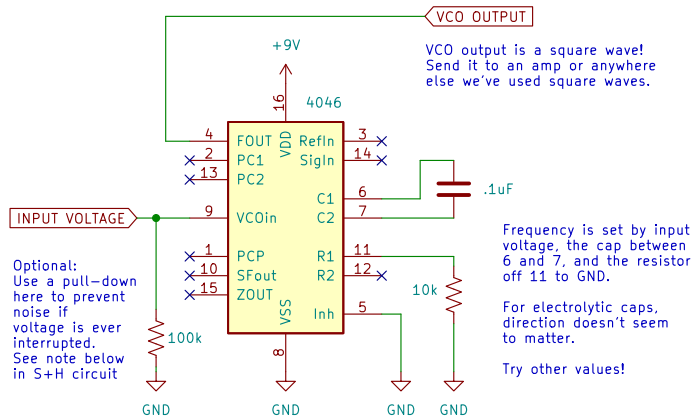 VCO OUTPUT
VCO output is a square wave!
Send it to an amp or anywhere
else we've used square waves.
+9V
4046
16
VDD
4 FOUT
RefIn 3
2 PC1
SigIn 14
13 PC2
C1 6
.1uF
INPUT VOLTAGE
9 VCOin
C2 7
Frequency is set by input
voltage, the cap between
6 and 7, and the resistor
off 11 to GND.
For electrolytic caps,
direction doesn't seem
to matter.
Try other values!
1 PCP
R1 11
10 SFout
R2 12
15 ZOUT
10k
Inh 5
VSS
8
Optional:
Use a pull-down
here to prevent
noise if
voltage is ever
interrupted.
See note below
in S+H circuit
100k
GND
GND
GND
GND